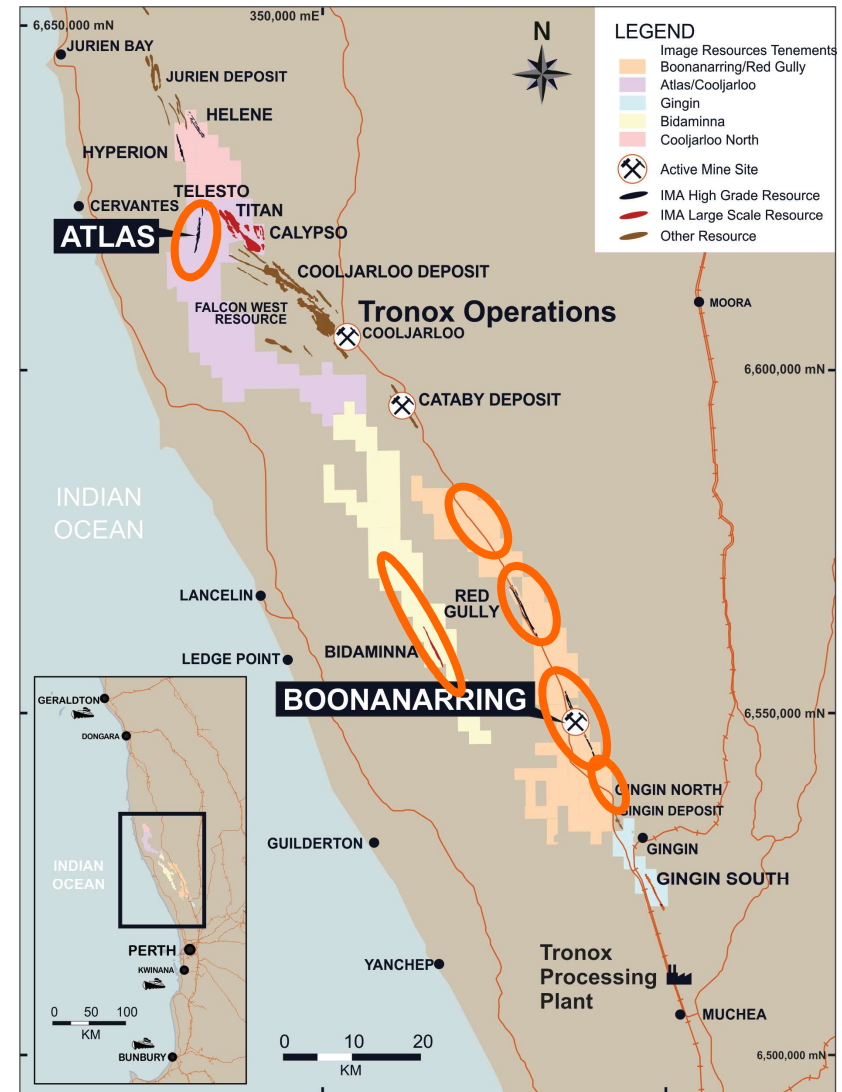 6,650,000 mN
350,000 mE
JURIEN BAY
JURIEN DEPOSIT
HELENE
HYPERION
TELESTO
CERVANTES
TITAN
ATLAS
CALYPSO
COOLJARLOO DEPOSIT
FALCON WEST
RESOURCE
Tronox Operations
COOLJARLOO
MOORA
6,600,000 mN
CATABY DEPOSIT
INDIAN
OCEAN
LANCELIN
RED
GULLY
BIDAMINNA
LEDGE POINT
BOONANARRING
6,550,000 mN
GINGIN NORTH
GINGIN DEPOSIT
GUILDERTON
GINGIN
GINGIN SOUTH
YANCHEP
Tronox
Processing
Plant
MUCHEA
6,500,000 mN
0 10 20
KM
N
LEGEND
Image Resources Tenements
Boonanarring/Red Gully
Atlas/Cooljarloo
Gingin
Bidaminna
Cooljarloo North
Active Mine Site
IMA High Grade Resource
IMA Large Scale Resource
Other Resource
GERALDTON
DONGARA
INDIAN
OCEAN
PERTH
KWINANA
0 50 100
KM
BUNBURY